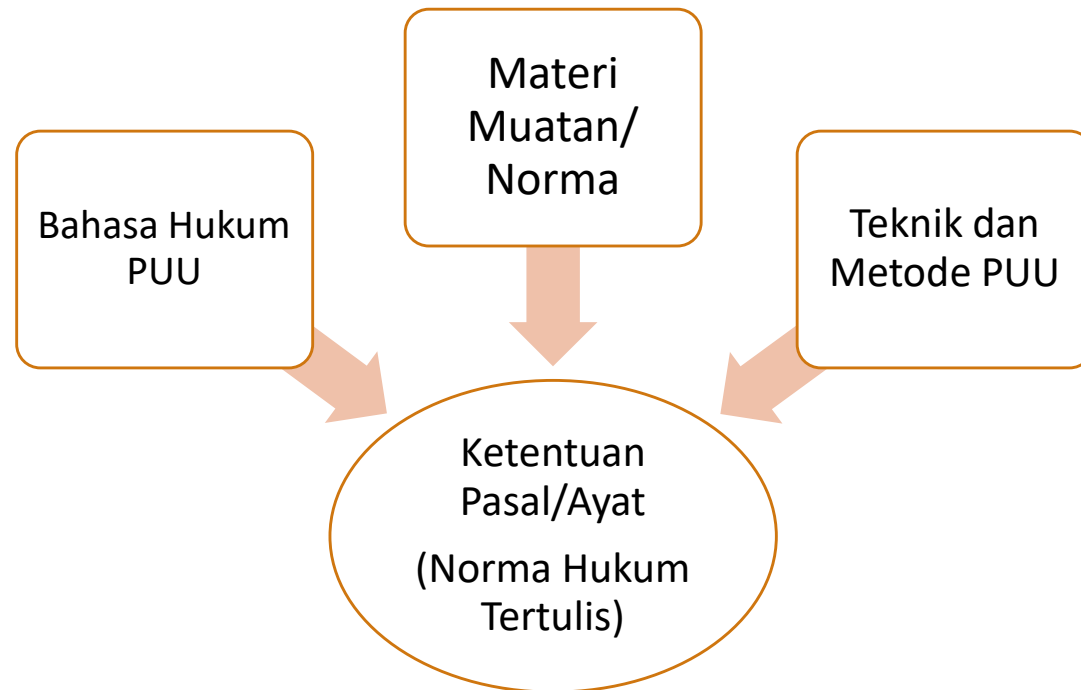 Bahasa Hukum
PUU
Materi
Muatan/
Norma
Teknik dan
Metode PUU
Ketentuan
Pasal/Ayat
(Norma Hukum
Tertulis)